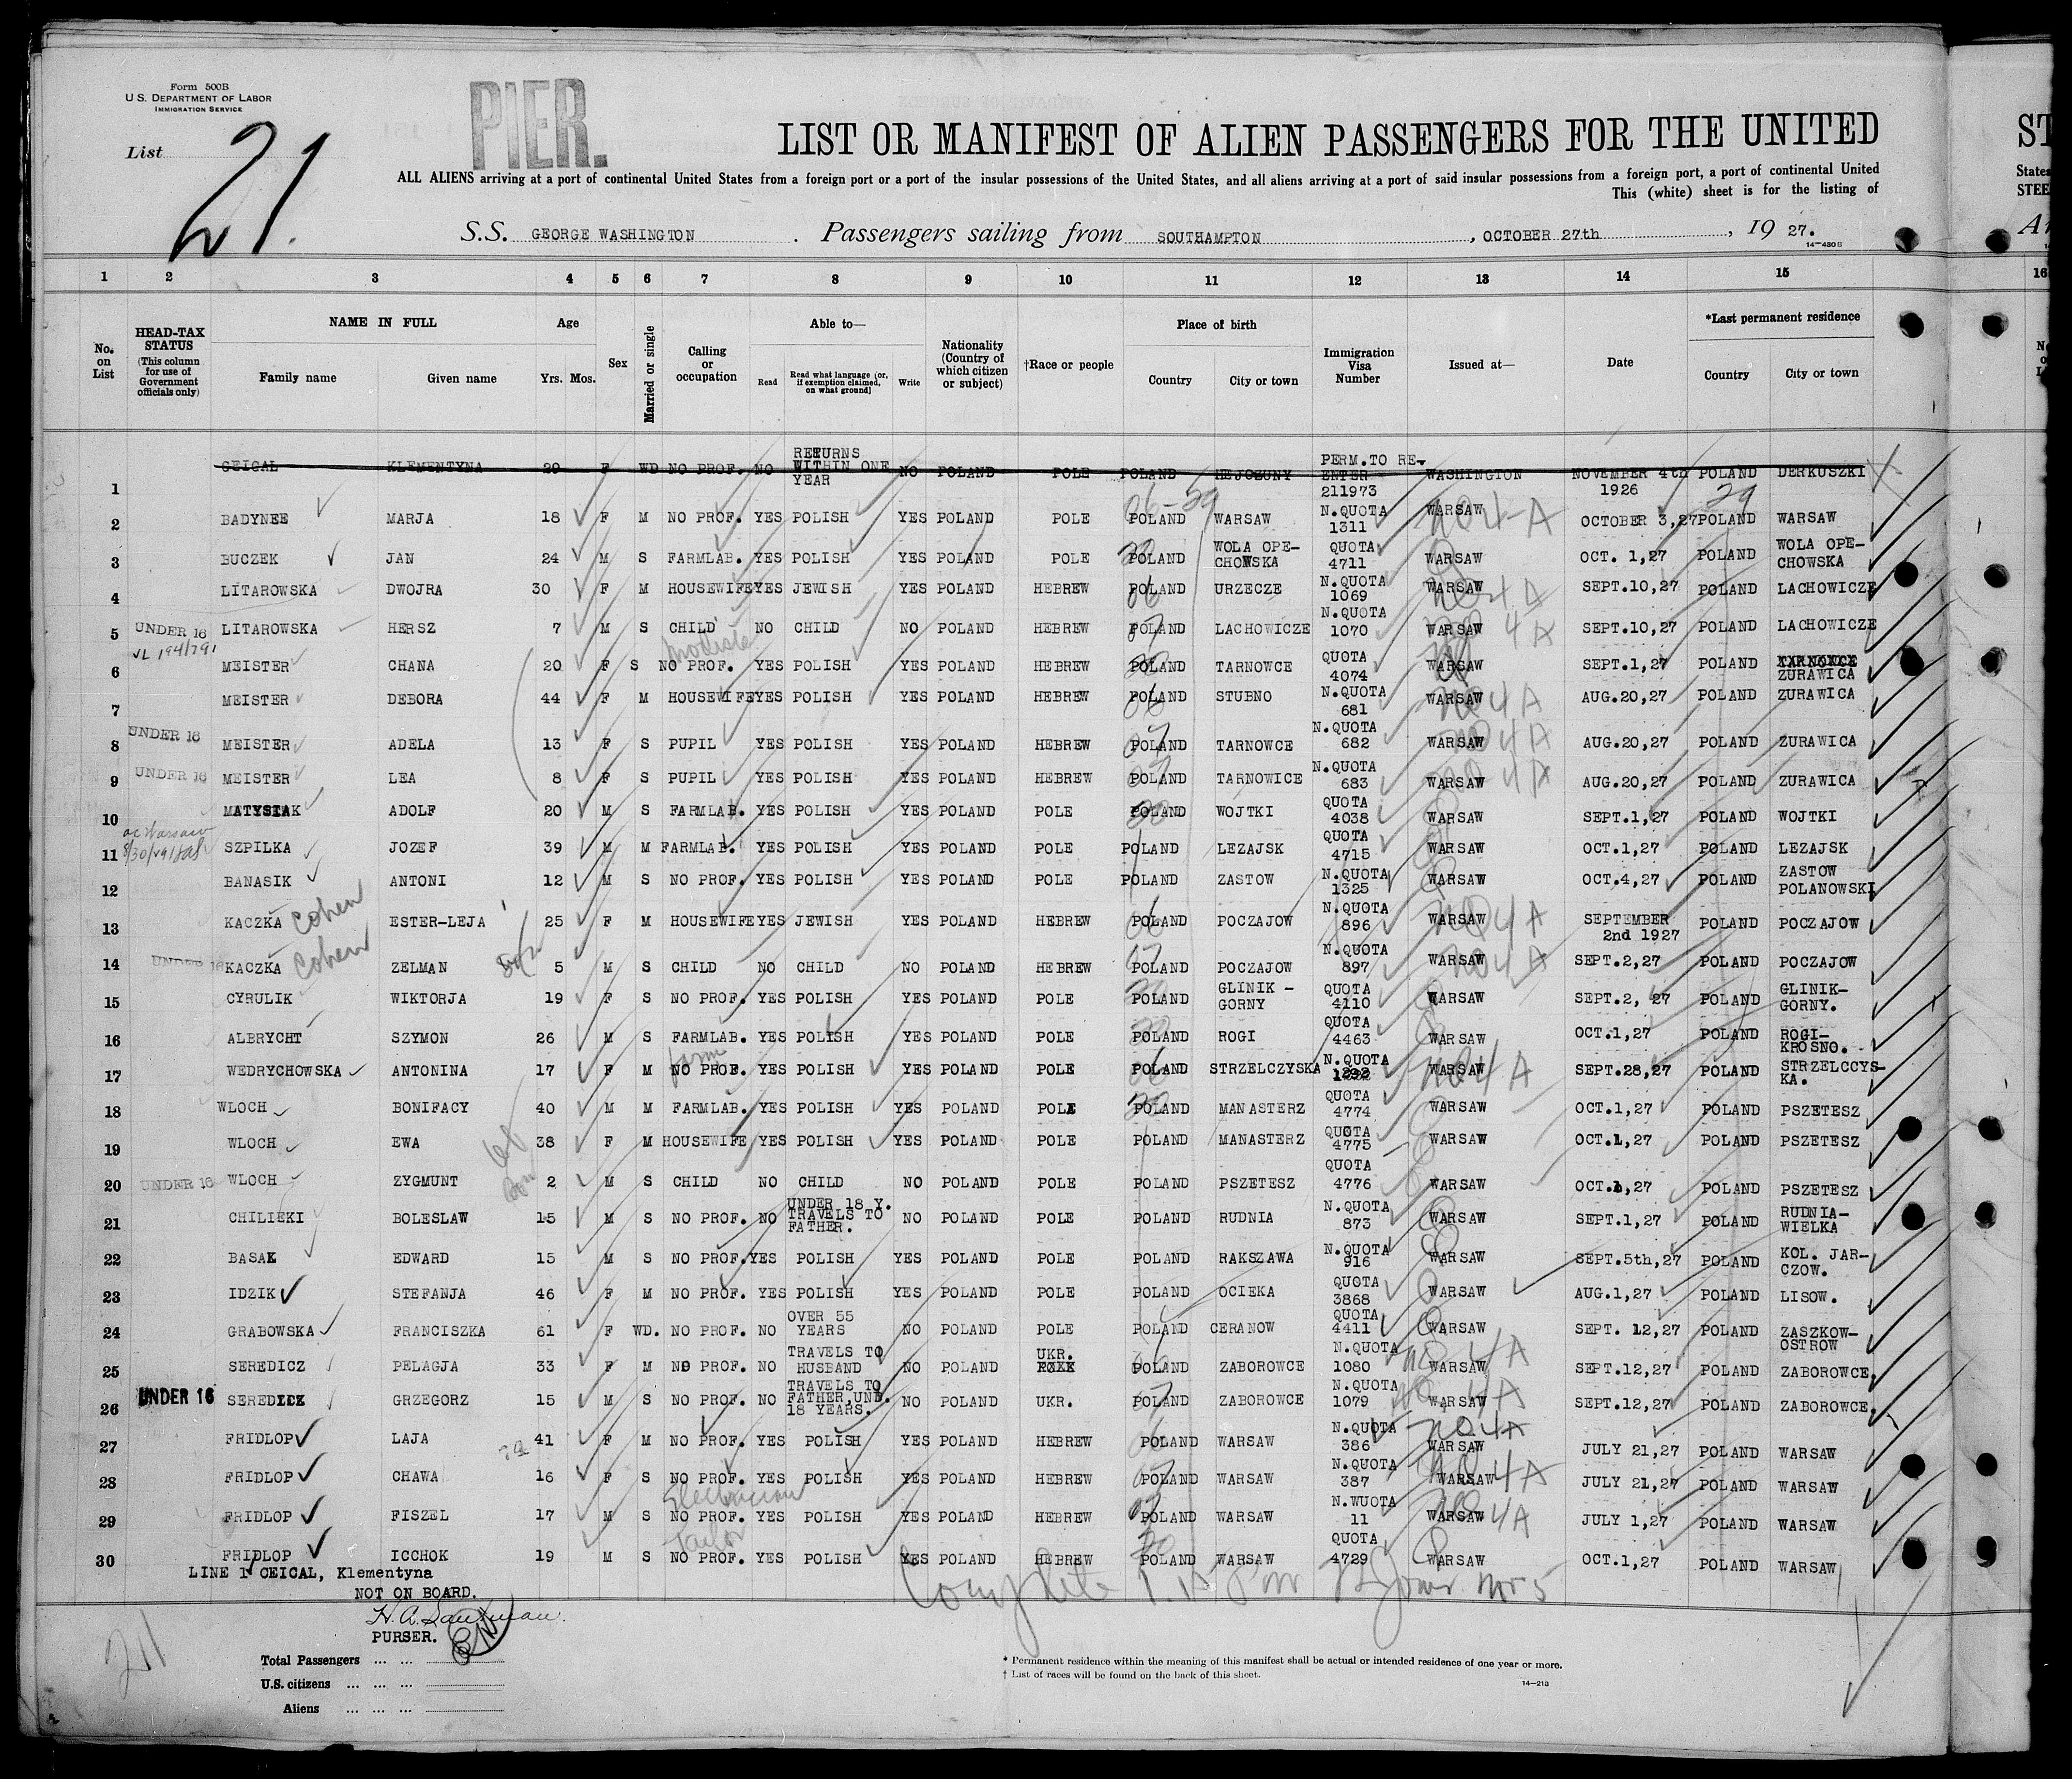 Form 500B
U. S. DEPARTMENT OF LABOR
IMMIGRATION SERVICE
PIER.
List 21.
LIST OR MANIFEST OF ALIEN PASSENGERS FOR THE UNITED
ST
ALL ALIENS arriving at a port of continental United States from a foreign port or a port of the insular possessions of the United States, and all aliens arriving at a port of said insular possessions from a foreign port, a port of continental United
States
This (white) sheet is for the listing of
STEE
S.S. GEORGE WASHINGTON. Passengers sailing from SOUTHAMPTON, OCTOBER 27th, 19 27.
14-430B
1 2 3 4 5 6 7 8 9 10 11 12 13 14 15 16
No. on List
HEAD-TAX STATUS (This column for use of Government officials only)
NAME IN FULL Family name Given name
Age Yrs. Mos.
Sex
Married or single
Calling or occupation
Able to— Read Read what language [or, if exemption claimed, on what ground] Write
Nationality (Country of which citizen or subject)
†Race or people
Place of birth Country City or town
Immigration Visa Number
Issued at—
Date
*Last permanent residence Country City or town
1 CEICAL KLEMENTYNA 29 F WD NO PROF. NO RETURNS WITHIN ONE YEAR NO POLAND POLE POLAND HEJOZUNY PERM.TO RE-ENTER 211973 WASHINGTON NOVEMBER 4th 1926 POLAND DERKUSZKI
2 BADYNEE MARJA 18 F M NO PROF. YES POLISH YES POLAND POLE POLAND WARSAW N.QUOTA 1311 WARSAW OCTOBER 3,27 POLAND WARSAW
3 BUCZEK JAN 24 M S FARMLAB. YES POLISH YES POLAND POLE POLAND WOLA OPE-CHOWSKA QUOTA 4711 WARSAW OCT. 1,27 POLAND WOLA OPE-CHOWSKA
4 LITAROWSKA DWOJRA 30 F M HOUSEWIFE YES JEWISH YES POLAND HEBREW POLAND URZECZE N.QUOTA 1069 WARSAW SEPT.10,27 POLAND LACHOWICZE
5 UNDER 16 LITAROWSKA HERSZ 7 M S CHILD NO CHILD NO POLAND HEBREW POLAND LACHOWICZE N.QUOTA 1070 WARSAW SEPT.10,27 POLAND LACHOWICZE
6 MEISTER CHANA 20 F S NO PROF. Modiste YES POLISH YES POLAND HEBREW POLAND TARNOWCE QUOTA 4074 WARSAW SEPT.1,27 POLAND ZURAWICA
7 MEISTER DEBORA 44 F M HOUSEWIFE YES POLISH YES POLAND HEBREW POLAND STUBNO N.QUOTA 681 WARSAW AUG.20,27 POLAND ZURAWICA
8 UNDER 16 MEISTER ADELA 13 F S PUPIL YES POLISH YES POLAND HEBREW POLAND TARNOWCE N.QUOTA 682 WARSAW AUG.20,27 POLAND ZURAWICA
9 UNDER 16 MEISTER LEA 8 F S PUPIL YES POLISH YES POLAND HEBREW POLAND TARNOWICE N.QUOTA 683 WARSAW AUG.20,27 POLAND ZURAWICA
10 MATYSIAK ADOLF 20 M S FARMLAB. YES POLISH YES POLAND POLE POLAND WOJTKI QUOTA 4038 WARSAW SEPT.1,27 POLAND WOJTKI
11 SZPILKA JOZEF 39 M M FARMLAB. YES POLISH YES POLAND POLE POLAND LEZAJSK QUOTA 4715 WARSAW OCT.1,27 POLAND LEZAJSK
12 BANASIK ANTONI 12 M S NO PROF. YES POLISH YES POLAND POLE POLAND ZASTOW N.QUOTA 1325 WARSAW OCT.4,27 POLAND ZASTOW POLANOWSKI
13 KACZKA Cohen ESTER-LEJA 25 F M HOUSEWIFE YES JEWISH YES POLAND HEBREW POLAND POCZAJOW N.QUOTA 896 WARSAW SEPTEMBER 2nd 1927 POLAND POCZAJOW
14 UNDER 16 KACZKA Cohen ZELMAN 5 M S CHILD NO CHILD NO POLAND HEBREW POLAND POCZAJOW N.QUOTA 897 WARSAW SEPT.2,27 POLAND POCZAJOW
15 CYRULIK WIKTORJA 19 F S NO PROF. YES POLISH YES POLAND POLE POLAND GLINIK - GORNY QUOTA 4110 WARSAW SEPT.2, 27 POLAND GLINIK-GORNY.
16 ALBRYCHT SZYMON 26 M S FARMLAB. YES POLISH YES POLAND POLE POLAND ROGI QUOTA 4463 WARSAW OCT.1,27 POLAND ROGI-KROSNO.
17 WEDRYCHOWSKA ANTONINA 17 F M NO PROF. YES POLISH YES POLAND POLE POLAND STRZELCZYSKA N.QUOTA WARSAW SEPT.28,27 POLAND STRZELCCYS-KA.
18 WLOCH BONIFACY 40 M M FARMLAB. YES POLISH YES POLAND POLE POLAND MANASTERZ QUOTA 4774 WARSAW OCT.1,27 POLAND PSZETESZ
19 WLOCH EWA 38 F M HOUSEWIFE YES POLISH YES POLAND POLE POLAND MANASTERZ QUOTA 4775 WARSAW OCT.1,27 POLAND PSZETESZ
20 UNDER 16 WLOCH ZYGMUNT 2 M S CHILD NO CHILD NO POLAND POLE POLAND PSZETESZ QUOTA 4776 WARSAW OCT.1,27 POLAND PSZETESZ
21 CHILICKI BOLESLAW 15 M S NO PROF. NO UNDER 18 Y. TRAVELS TO FATHER. NO POLAND POLE POLAND RUDNIA N.QUOTA 873 WARSAW SEPT.1,27 POLAND RUDNIA-WIELKA
22 BASAK EDWARD 15 M S NO PROF. YES POLISH YES POLAND POLE POLAND RAKSZAWA N.QUOTA 916 WARSAW SEPT.5th,27 POLAND KOL. JAR-CZOW.
23 IDZIK STEFANJA 46 F M NO PROF. YES POLISH YES POLAND POLE POLAND OCIEKA QUOTA 3868 WARSAW AUG.1,27 POLAND LISOW.
24 GRABOWSKA FRANCISZKA 61 F WD. NO PROF. NO OVER 55 YEARS NO POLAND POLE POLAND CERANOW QUOTA 4411 WARSAW SEPT. 12,27 POLAND ZASZKOW-OSTROW
25 SEREDICZ PELAGJA 33 F M NO PROF. NO TRAVELS TO HUSBAND NO POLAND UKR. POLAND ZABOROWCE N.QUOTA 1080 WARSAW SEPT.12,27 POLAND ZABOROWCE.
26 UNDER 16 SEREDICZ GRZEGORZ 15 M S NO PROF. NO TRAVELS TO FATHER,UND. 18 YEARS. NO POLAND UKR. POLAND ZABOROWCE N.QUOTA 1079 WARSAW SEPT.12,27 POLAND ZABOROWCE.
27 FRIDLOP LAJA 41 F M NO PROF. YES POLISH YES POLAND HEBREW POLAND WARSAW N.QUOTA 386 WARSAW JULY 21,27 POLAND WARSAW
28 FRIDLOP CHAWA 16 F S NO PROF. YES POLISH YES POLAND HEBREW POLAND WARSAW N.QUOTA 387 WARSAW JULY 21,27 POLAND WARSAW
29 FRIDLOP FISZEL 17 M S NO PROF. Electrician YES POLISH YES POLAND HEBREW POLAND WARSAW N.WUOTA 11 WARSAW JULY 1,27 POLAND WARSAW
30 FRIDLOP ICCHOK 19 M S NO PROF. Tailor YES POLISH YES POLAND HEBREW POLAND WARSAW QUOTA 4729 WARSAW OCT.1,27 POLAND WARSAW
LINE 1 CEICAL, Klementyna
NOT ON BOARD.
PURSER.
Complete
Total Passengers
U.S. citizens
Aliens
* Permanent residence within the meaning of this manifest shall be actual or intended residence of one year or more.
† List of races will be found on the back of this sheet.
14-213